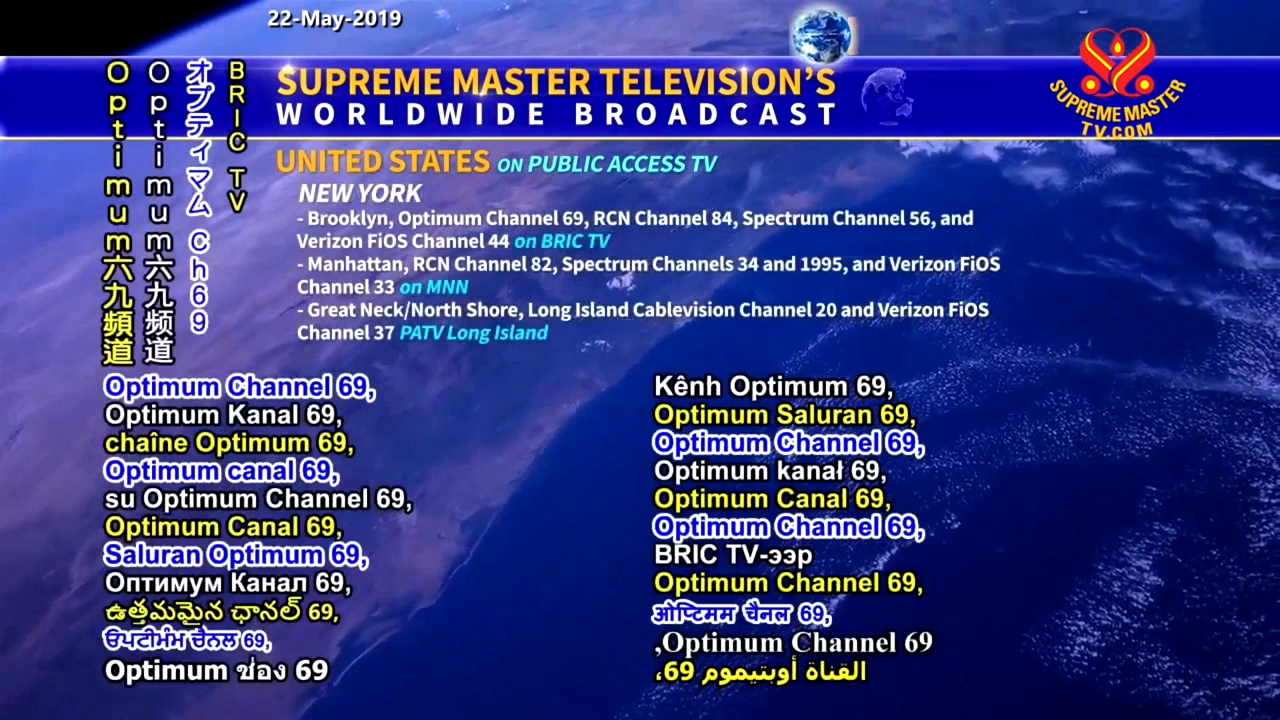 22-May-2019
SUPREME MASTER TELEVISION'S
WORLDWIDE BROADCAST
SUPREME MASTER
TV.COM
Optimum六九頻道
Optimum六九频道
オプティマム Ch69
BRIC TV
UNITED STATES ON PUBLIC ACCESS TV
NEW YORK
- Brooklyn, Optimum Channel 69, RCN Channel 84, Spectrum Channel 56, and
Verizon FiOS Channel 44 on BRIC TV
- Manhattan, RCN Channel 82, Spectrum Channels 34 and 1995, and Verizon FiOS
Channel 33 on MNN
- Great Neck/North Shore, Long Island Cablevision Channel 20 and Verizon FiOS
Channel 37 PATV Long Island
Optimum Channel 69,
Optimum Kanal 69,
chaîne Optimum 69,
Optimum canal 69,
su Optimum Channel 69,
Optimum Canal 69,
Saluran Optimum 69,
Оптимум Канал 69,
ఉత్తమమైన ఛానల్ 69,
ਓਪਟੀਮੰਮ ਚੈਨਲ 69,
Optimum ช่อง 69
Kênh Optimum 69,
Optimum Saluran 69,
Optimum Channel 69,
Optimum kanał 69,
Optimum Canal 69,
Optimum Channel 69,
BRIC TV-ээр
Optimum Channel 69,
ओप्टिमम चैनल 69,
,Optimum Channel 69
القناة أوبتيموم 69،